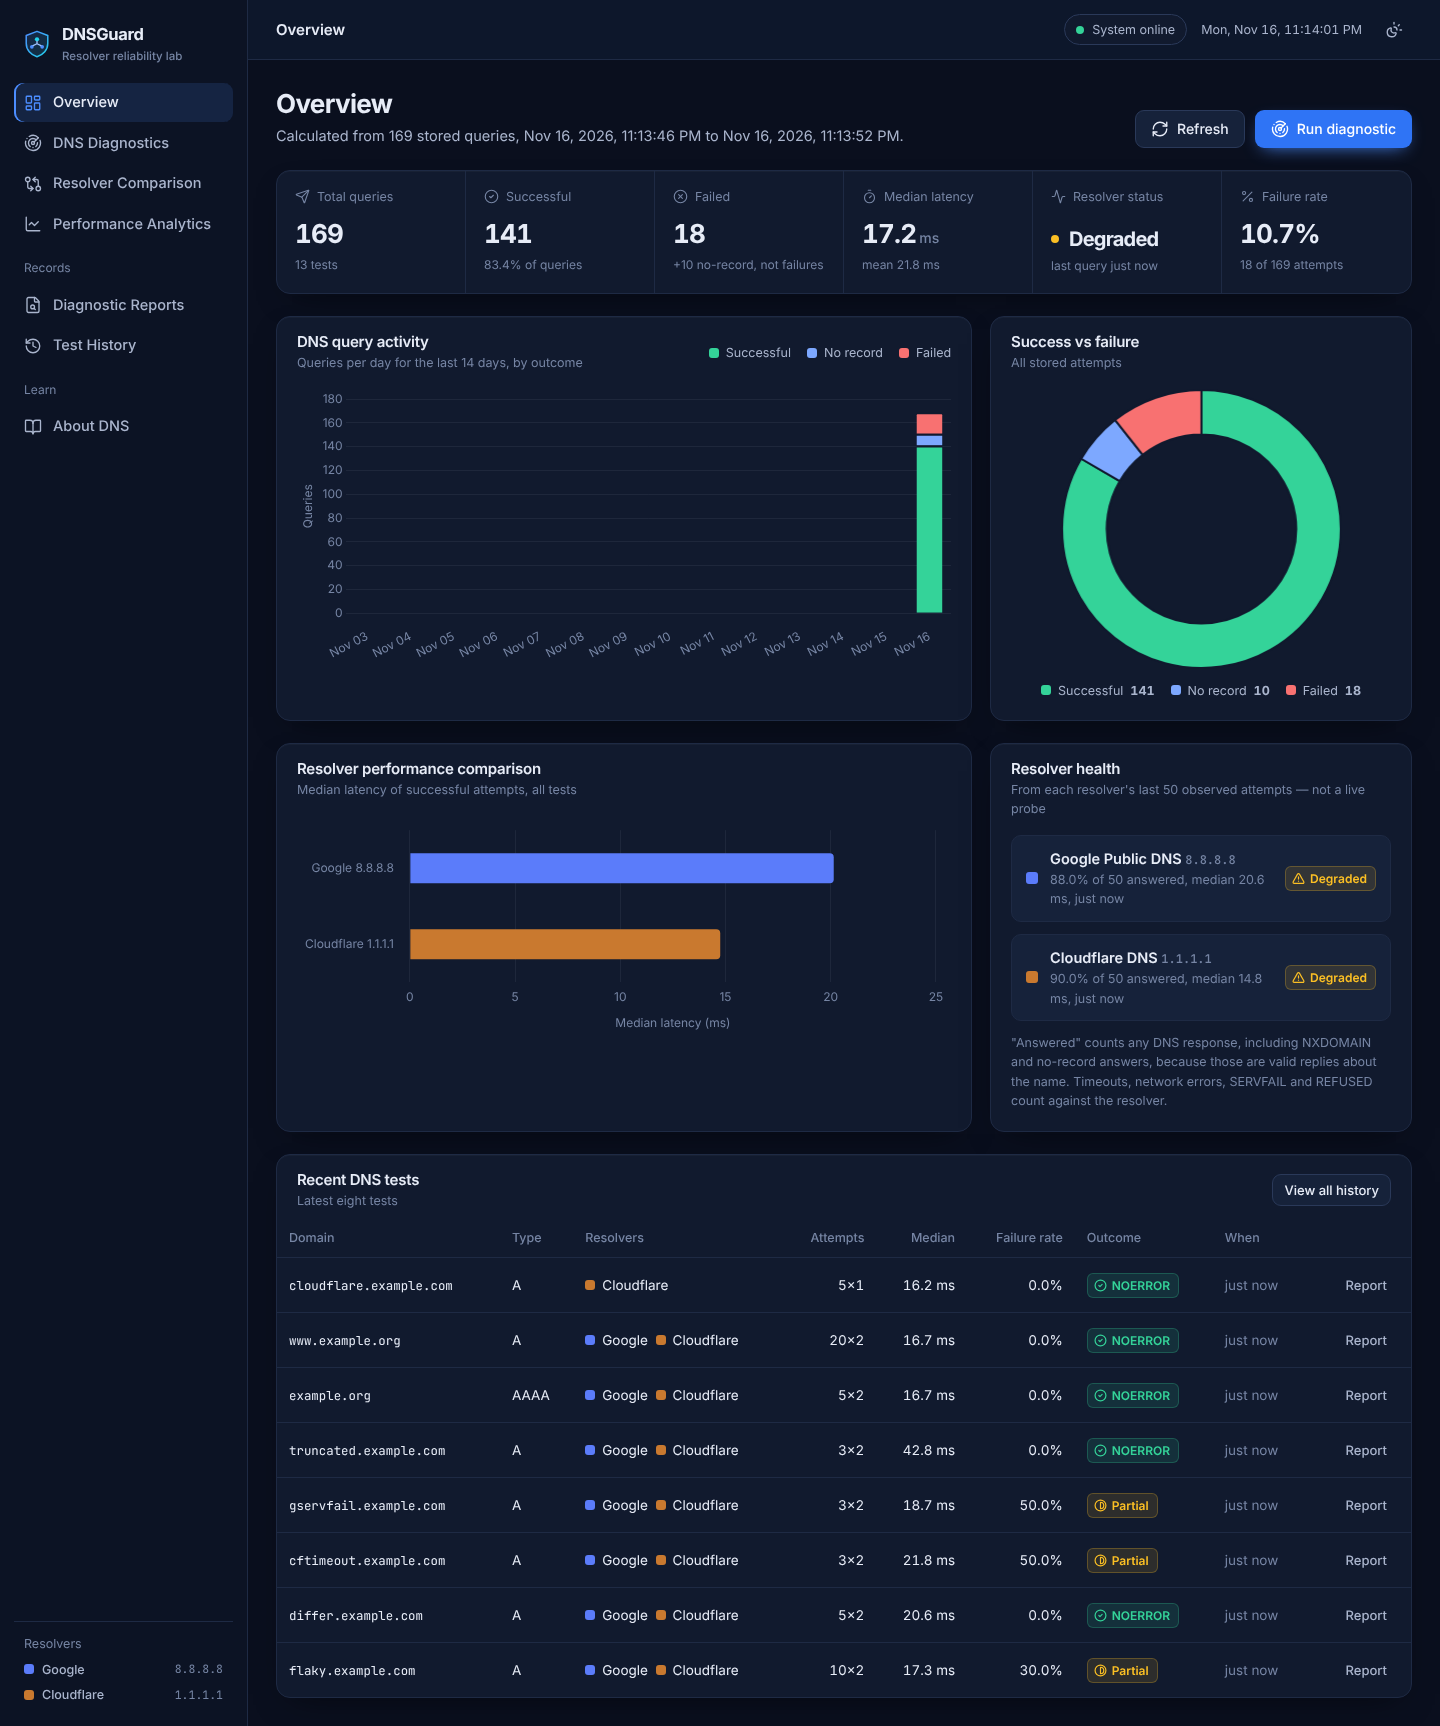 DNSGuard
Resolver reliability lab
Overview
DNS Diagnostics
Resolver Comparison
Performance Analytics
Records
Diagnostic Reports
Test History
Learn
About DNS
Resolvers
Google 8.8.8.8
Cloudflare 1.1.1.1
Overview
System online
Mon, Nov 16, 11:14:01 PM
Overview
Calculated from 169 stored queries, Nov 16, 2026, 11:13:46 PM to Nov 16, 2026, 11:13:52 PM.
Refresh
Run diagnostic
Total queries
169
13 tests
Successful
141
83.4% of queries
Failed
18
+10 no-record, not failures
Median latency
17.2 ms
mean 21.8 ms
Resolver status
Degraded
last query just now
Failure rate
10.7%
18 of 169 attempts
DNS query activity
Queries per day for the last 14 days, by outcome
Successful No record Failed
Queries
180
160
140
120
100
80
60
40
20
0
Nov 03 Nov 04 Nov 05 Nov 06 Nov 07 Nov 08 Nov 09 Nov 10 Nov 11 Nov 12 Nov 13 Nov 14 Nov 15 Nov 16
Success vs failure
All stored attempts
Successful 141 No record 10 Failed 18
Resolver performance comparison
Median latency of successful attempts, all tests
Google 8.8.8.8
Cloudflare 1.1.1.1
0 5 10 15 20 25
Median latency (ms)
Resolver health
From each resolver's last 50 observed attempts — not a live
probe
Google Public DNS 8.8.8.8
88.0% of 50 answered, median 20.6
ms, just now
Degraded
Cloudflare DNS 1.1.1.1
90.0% of 50 answered, median 14.8
ms, just now
Degraded
"Answered" counts any DNS response, including NXDOMAIN
and no-record answers, because those are valid replies about
the name. Timeouts, network errors, SERVFAIL and REFUSED
count against the resolver.
Recent DNS tests
Latest eight tests
View all history
Domain Type Resolvers Attempts Median Failure rate Outcome When
cloudflare.example.com A Cloudflare 5×1 16.2 ms 0.0% NOERROR just now Report
www.example.org A Google Cloudflare 20×2 16.7 ms 0.0% NOERROR just now Report
example.org AAAA Google Cloudflare 5×2 16.7 ms 0.0% NOERROR just now Report
truncated.example.com A Google Cloudflare 3×2 42.8 ms 0.0% NOERROR just now Report
gservfail.example.com A Google Cloudflare 3×2 18.7 ms 50.0% Partial just now Report
cftimeout.example.com A Google Cloudflare 3×2 21.8 ms 50.0% Partial just now Report
differ.example.com A Google Cloudflare 5×2 20.6 ms 0.0% NOERROR just now Report
flaky.example.com A Google Cloudflare 10×2 17.3 ms 30.0% Partial just now Report